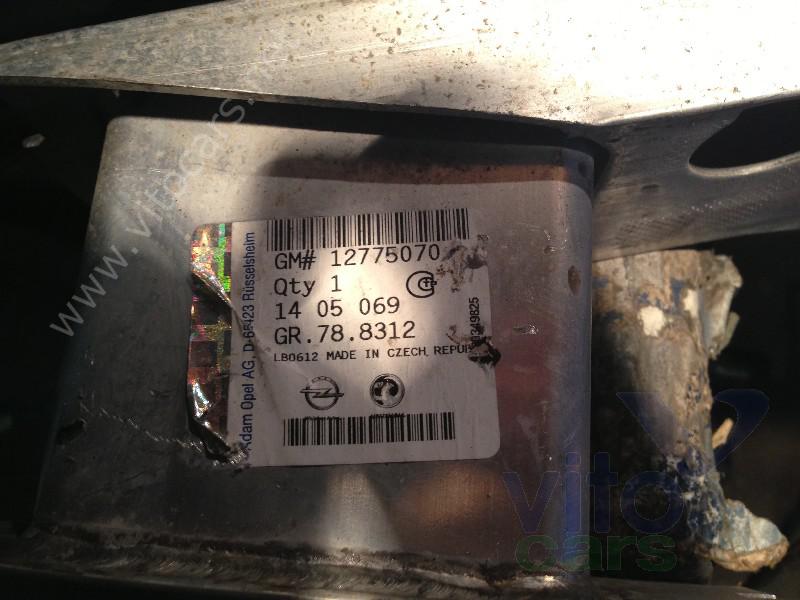 GM# 12775070
Qty 1
14 05 069
GR.78.8312
LB0612 MADE IN CZECH REPU
Adam Opel AG, D-65423 Rüsselsheim
www.vitocars.
vito
cars